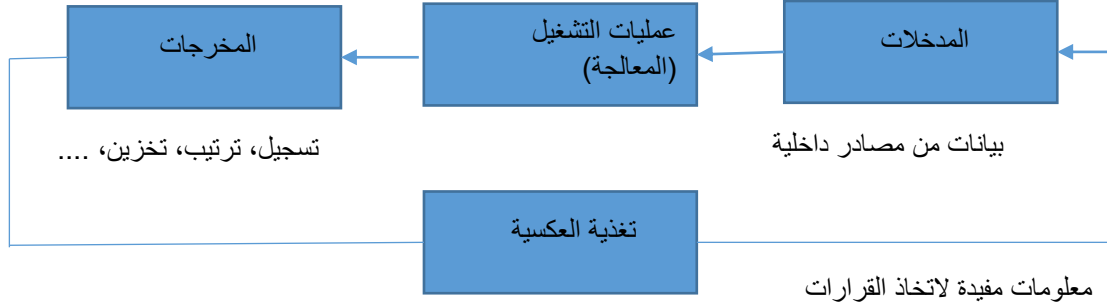 المدخلات
عمليات التشغيل
(المعالجة)
المخرجات
بيانات من مصادر داخلية
تسجيل، ترتيب، تخزين، ....
تغذية العكسية
معلومات مفيدة لاتخاذ القرارات